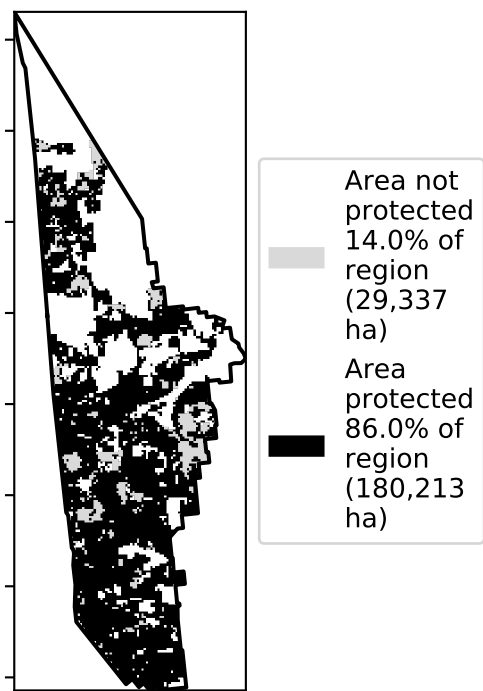 Area not
protected
14.0% of
region
(29,337
ha)
Area
protected
86.0% of
region
(180,213
ha)